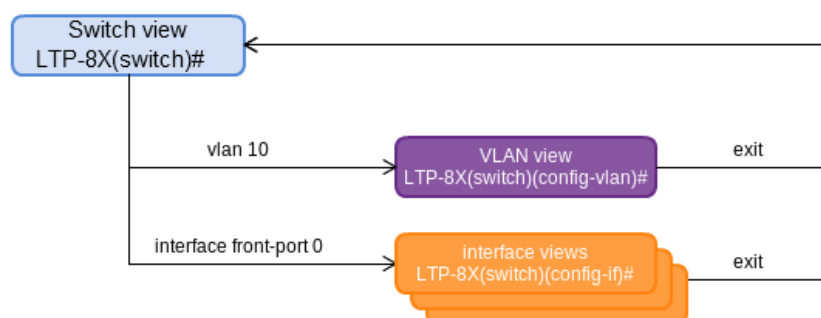 Switch view
LTP-8X(switch)#
vlan 10
VLAN view
LTP-8X(switch)(config-vlan)#
exit
interface front-port 0
interface views
LTP-8X(switch)(config-if)#
exit